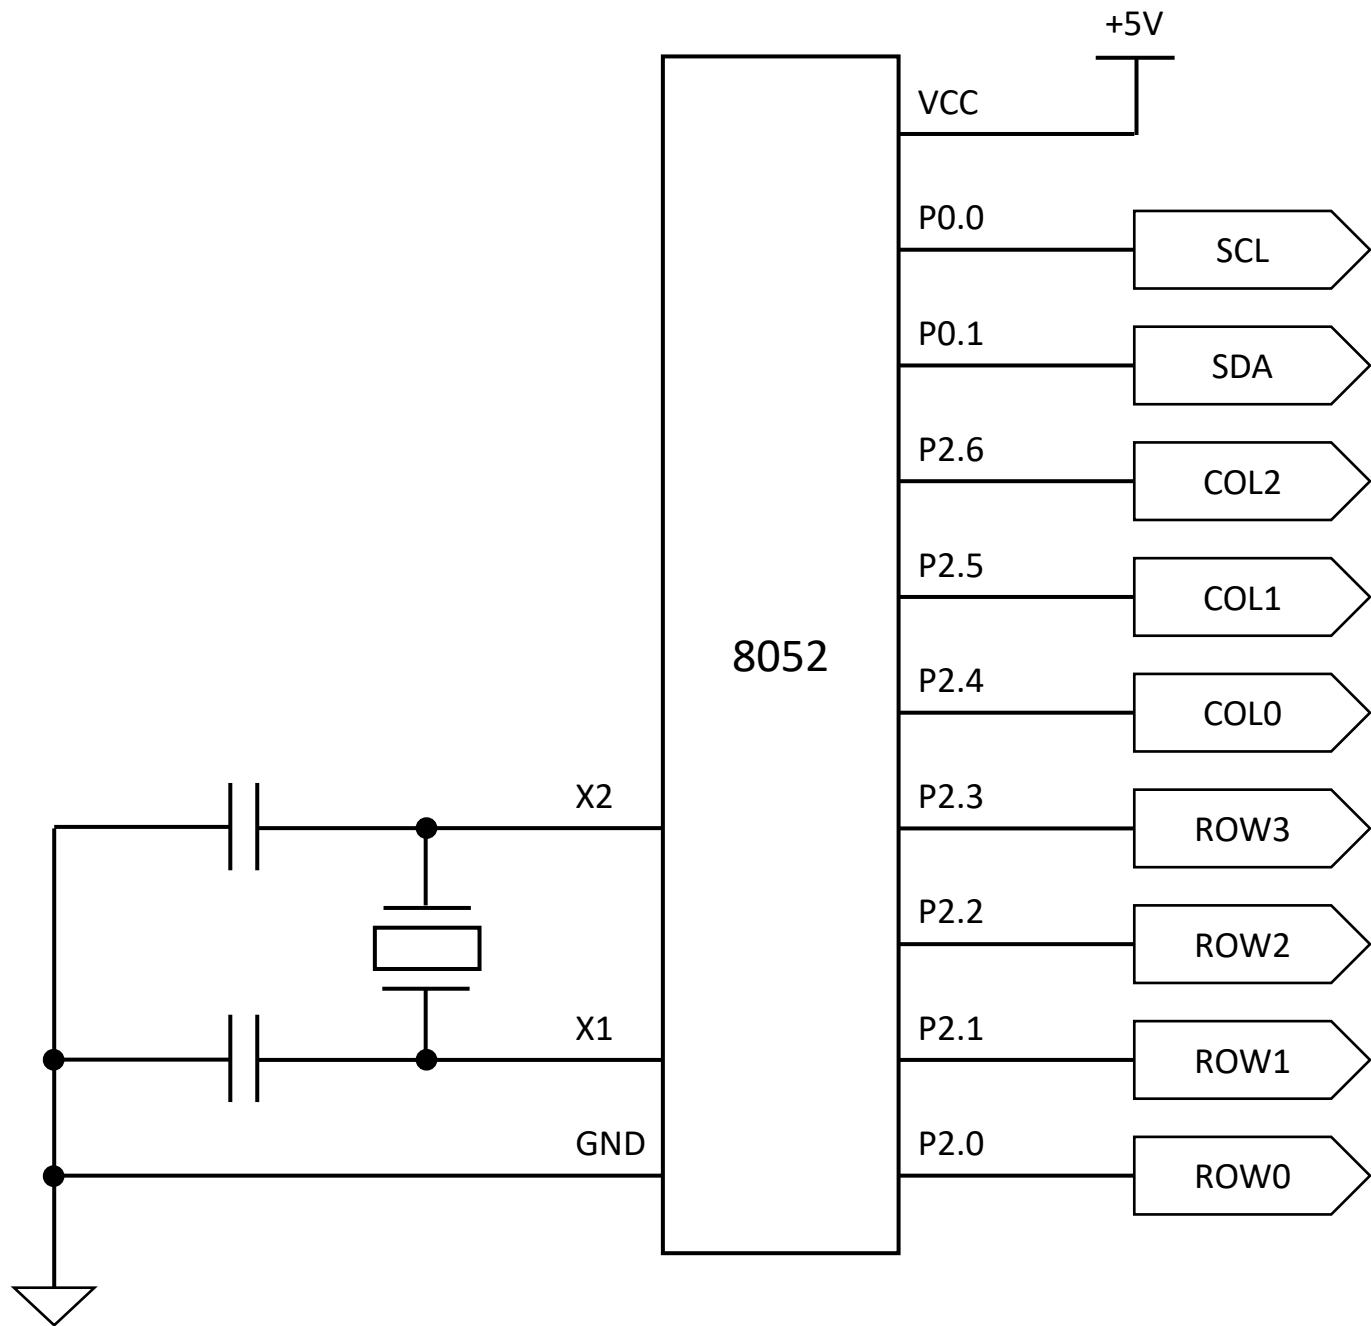 +5V
VCC
P0.0
SCL
P0.1
SDA
P2.6
COL2
P2.5
COL1
8052
P2.4
COL0
X2
P2.3
ROW3
P2.2
ROW2
X1
P2.1
ROW1
GND
P2.0
ROW0